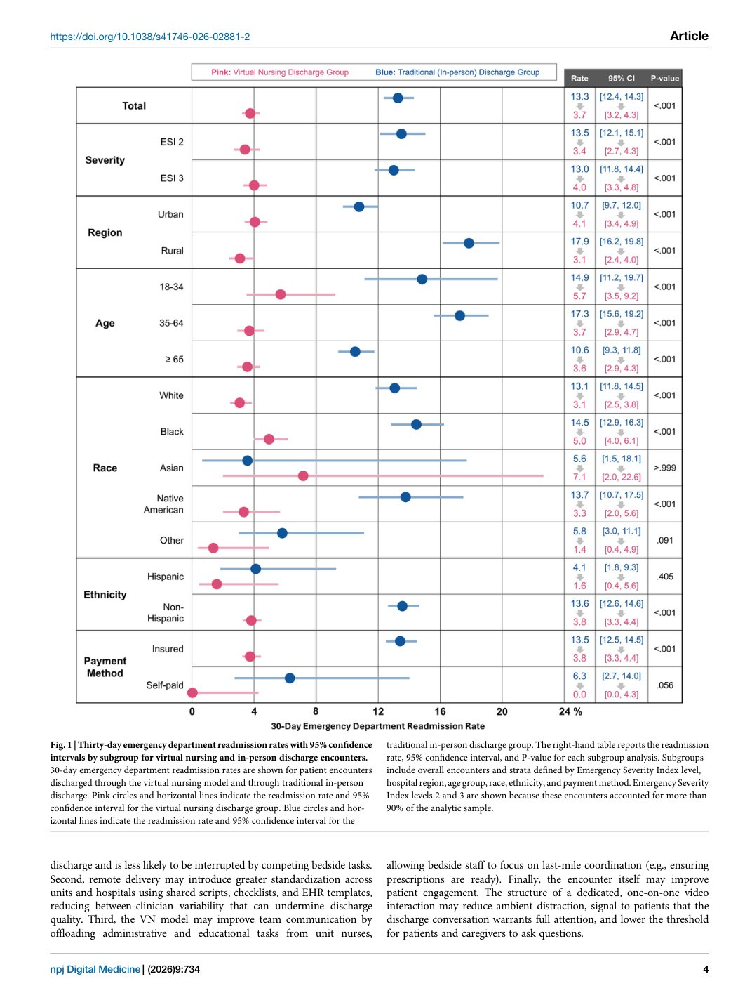 https://doi.org/10.1038/s41746-026-02881-2
Article
Pink: Virtual Nursing Discharge Group
Blue: Traditional (In-person) Discharge Group
Rate 95% CI P-value
Total
13.3 [12.4, 14.3]
<.001
3.7 [3.2, 4.3]
Severity
ESI 2
13.5 [12.1, 15.1]
<.001
3.4 [2.7, 4.3]
ESI 3
13.0 [11.8, 14.4]
<.001
4.0 [3.3, 4.8]
Region
Urban
10.7 [9.7, 12.0]
<.001
4.1 [3.4, 4.9]
Rural
17.9 [16.2, 19.8]
<.001
3.1 [2.4, 4.0]
Age
18-34
14.9 [11.2, 19.7]
<.001
5.7 [3.5, 9.2]
35-64
17.3 [15.6, 19.2]
<.001
3.7 [2.9, 4.7]
≥ 65
10.6 [9.3, 11.8]
<.001
3.6 [2.9, 4.3]
Race
White
13.1 [11.8, 14.5]
<.001
3.1 [2.5, 3.8]
Black
14.5 [12.9, 16.3]
<.001
5.0 [4.0, 6.1]
Asian
5.6 [1.5, 18.1]
>.999
7.1 [2.0, 22.6]
Native
American
13.7 [10.7, 17.5]
<.001
3.3 [2.0, 5.6]
Other
5.8 [3.0, 11.1]
.091
1.4 [0.4, 4.9]
Ethnicity
Hispanic
4.1 [1.8, 9.3]
.405
1.6 [0.4, 5.6]
Non-
Hispanic
13.6 [12.6, 14.6]
<.001
3.8 [3.3, 4.4]
Payment
Method
Insured
13.5 [12.5, 14.5]
<.001
3.8 [3.3, 4.4]
Self-paid
6.3 [2.7, 14.0]
.056
0.0 [0.0, 4.3]
0 4 8 12 16 20 24 %
30-Day Emergency Department Readmission Rate
Fig. 1 | Thirty-day emergency department readmission rates with 95% confidence
intervals by subgroup for virtual nursing and in-person discharge encounters.
30-day emergency department readmission rates are shown for patient encounters
discharged through the virtual nursing model and through traditional in-person
discharge. Pink circles and horizontal lines indicate the readmission rate and 95%
confidence interval for the virtual nursing discharge group. Blue circles and hor-
izontal lines indicate the readmission rate and 95% confidence interval for the
traditional in-person discharge group. The right-hand table reports the readmission
rate, 95% confidence interval, and P-value for each subgroup analysis. Subgroups
include overall encounters and strata defined by Emergency Severity Index level,
hospital region, age group, race, ethnicity, and payment method. Emergency Severity
Index levels 2 and 3 are shown because these encounters accounted for more than
90% of the analytic sample.
discharge and is less likely to be interrupted by competing bedside tasks.
Second, remote delivery may introduce greater standardization across
units and hospitals using shared scripts, checklists, and EHR templates,
reducing between-clinician variability that can undermine discharge
quality. Third, the VN model may improve team communication by
offloading administrative and educational tasks from unit nurses,
allowing bedside staff to focus on last-mile coordination (e.g., ensuring
prescriptions are ready). Finally, the encounter itself may improve
patient engagement. The structure of a dedicated, one-on-one video
interaction may reduce ambient distraction, signal to patients that the
discharge conversation warrants full attention, and lower the threshold
for patients and caregivers to ask questions.
npj Digital Medicine | (2026)9:734
4